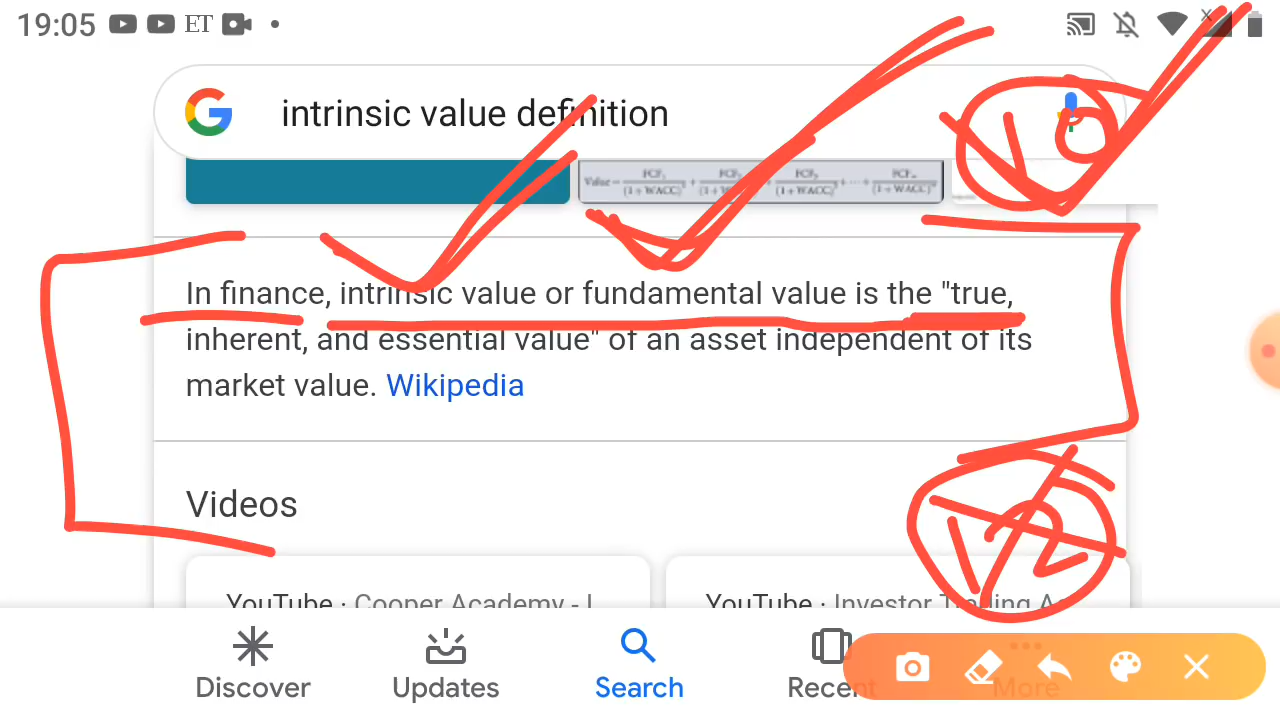 19:05 ET
intrinsic value definition
In finance, intrinsic value or fundamental value is the "true,
inherent, and essential value" of an asset independent of its
market value. Wikipedia
10
12
Videos
YouTube · Cooper Academy - I
YouTube · Investor Trading
Discover Updates Search Recent More